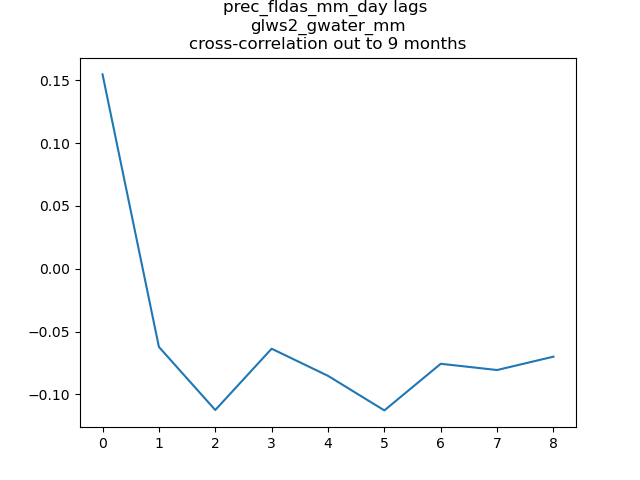 prec_fldas_mm_day lags
glws2_gwater_mm
cross-correlation out to 9 months
0.15
0.10
0.05
0.00
−0.05
−0.10
0 1 2 3 4 5 6 7 8